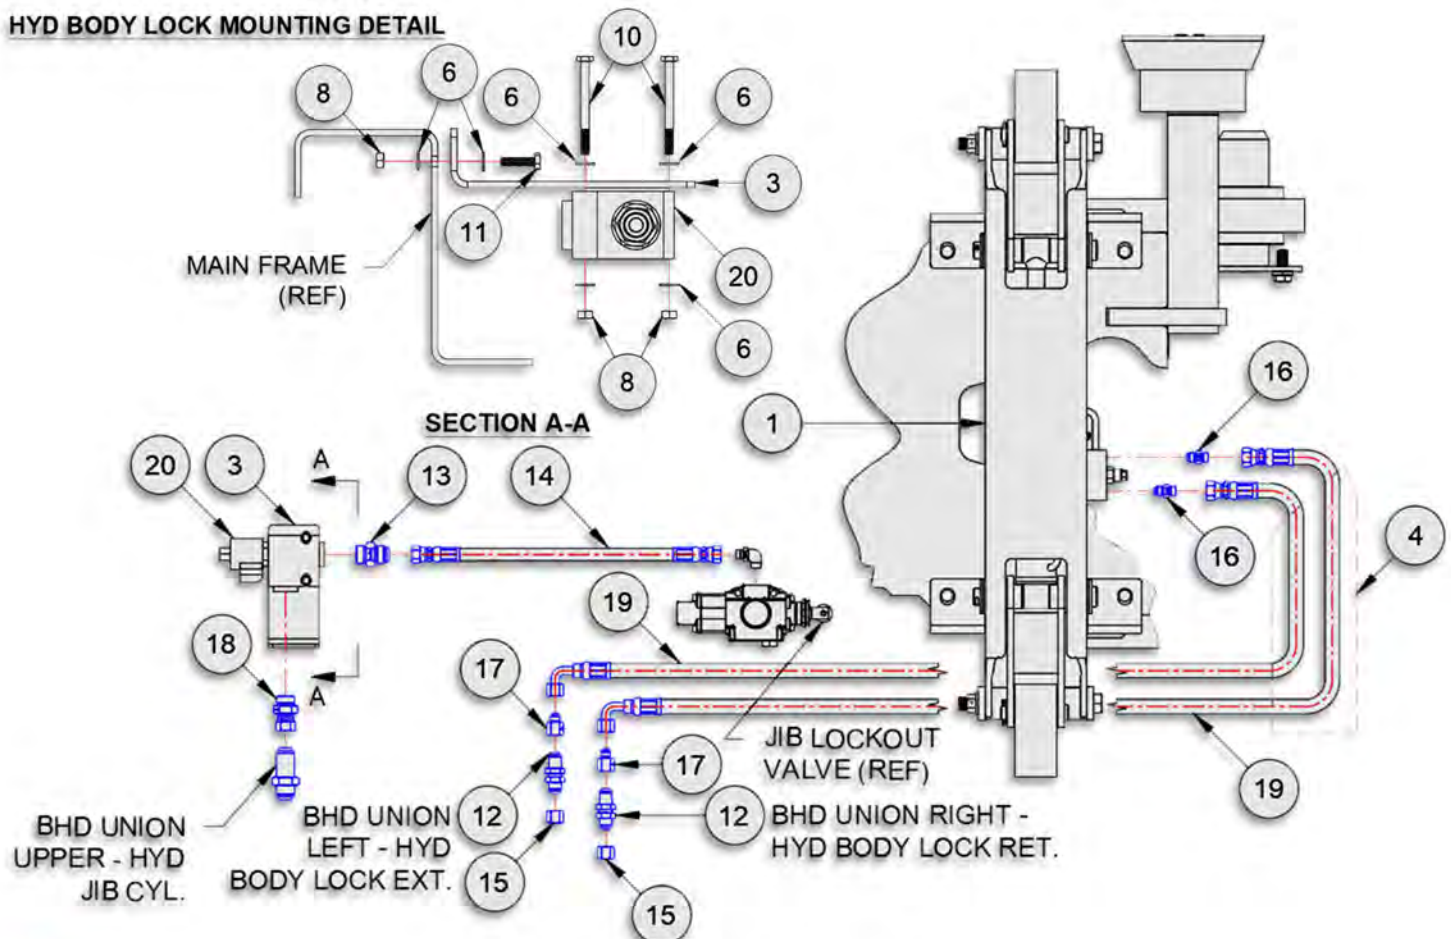 HYD BODY LOCK MOUNTING DETAIL
10
6
8
6
6
3
11
MAIN FRAME
(REF)
20
6
8
SECTION A-A
1
16
20
3
A
13
14
16
4
19
18
A
17
JIB LOCKOUT
VALVE (REF)
17
19
BHD UNION
UPPER - HYD
JIB CYL.
BHD UNION
LEFT - HYD
BODY LOCK EXT.
12
12
BHD UNION RIGHT -
HYD BODY LOCK RET.
15
15